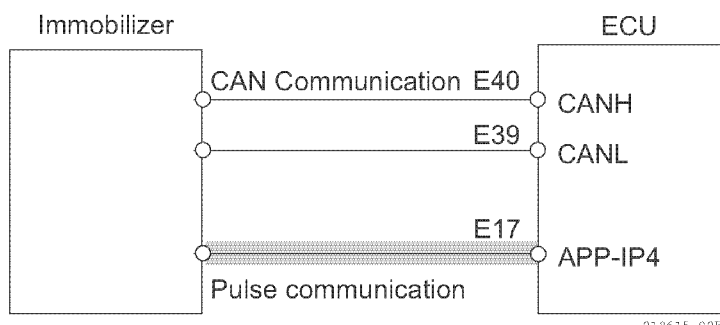 Immobilizer
ECU
CAN Communication E40
CANH
E39
CANL
E17
APP-IP4
Pulse communication